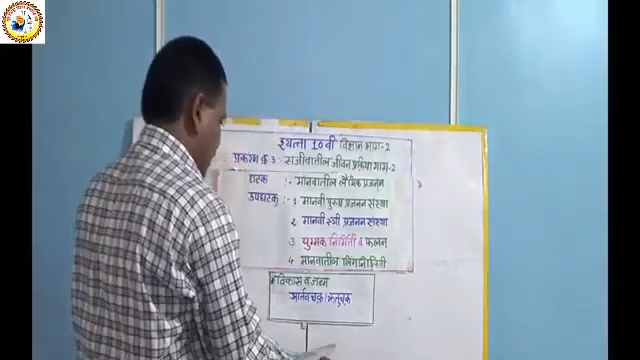 इयत्ता 10वी विज्ञान भाग-2
प्रकरण 3 सजीवातील जीवन प्रक्रिया भाग-2
घटक :- मानवातील लैंगिक प्रजनन
उपघटक :- 1 मानवी पुरुष प्रजनन संस्था
2 मानवी स्त्री प्रजनन संस्था
3 युग्मक निर्मिती व फलन
4 मानवातील लिंगनिश्चिती
विकास व जन्म
आर्तवचक्र/ऋतुचक्र